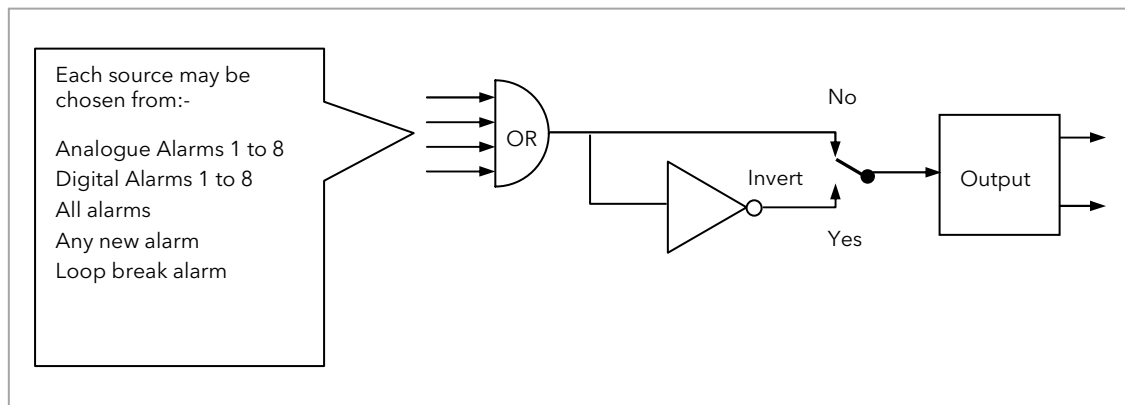 Each source may be
chosen from:-
Analogue Alarms 1 to 8
Digital Alarms 1 to 8
All alarms
Any new alarm
Loop break alarm
OR
No
Invert
Yes
Output